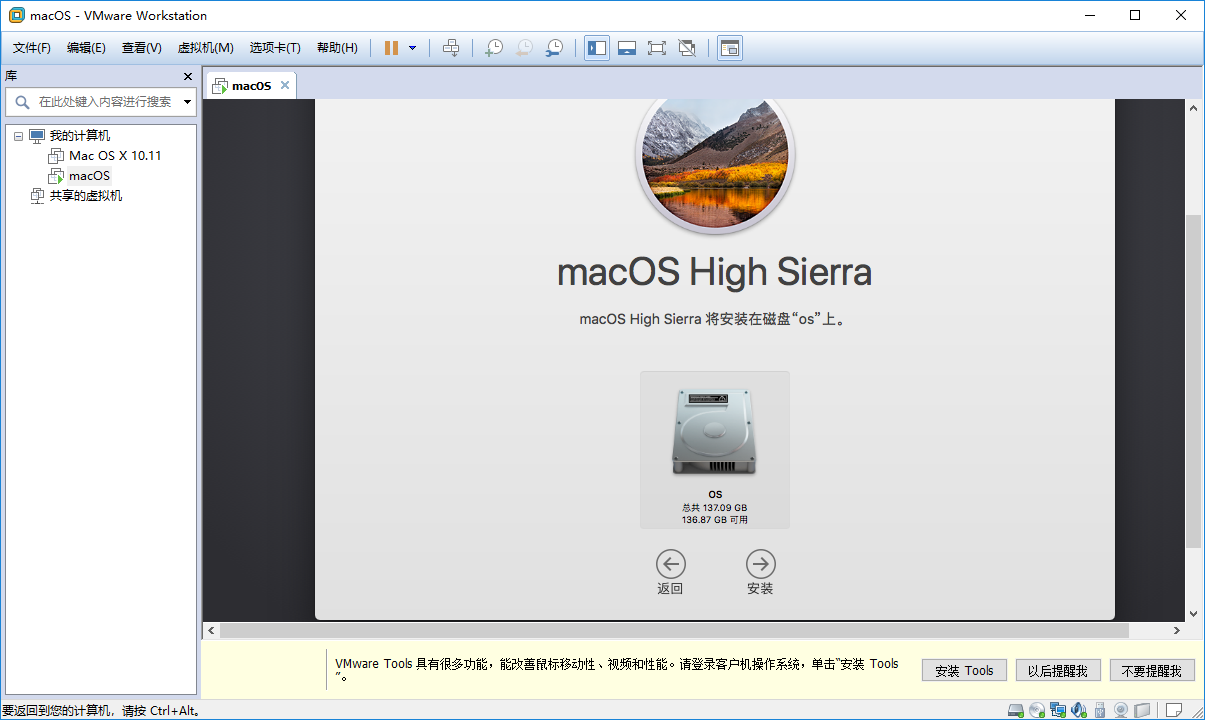 macOS - VMware Workstation
文件(F) 编辑(E) 查看(V) 虚拟机(M) 选项卡(T) 帮助(H)
库
在此处键入内容进行搜索
我的计算机
Mac OS X 10.11
macOS
共享的虚拟机
macOS
macOS High Sierra
macOS High Sierra 将安装在磁盘“os”上。
OS
总共 137.09 GB
136.87 GB 可用
返回 安装
VMware Tools 具有很多功能，能改善鼠标移动性、视频和性能。请登录客户机操作系统，单击“安装 Tools
”。
安装 Tools 以后提醒我 不要提醒我
要返回到您的计算机，请按 Ctrl+Alt。